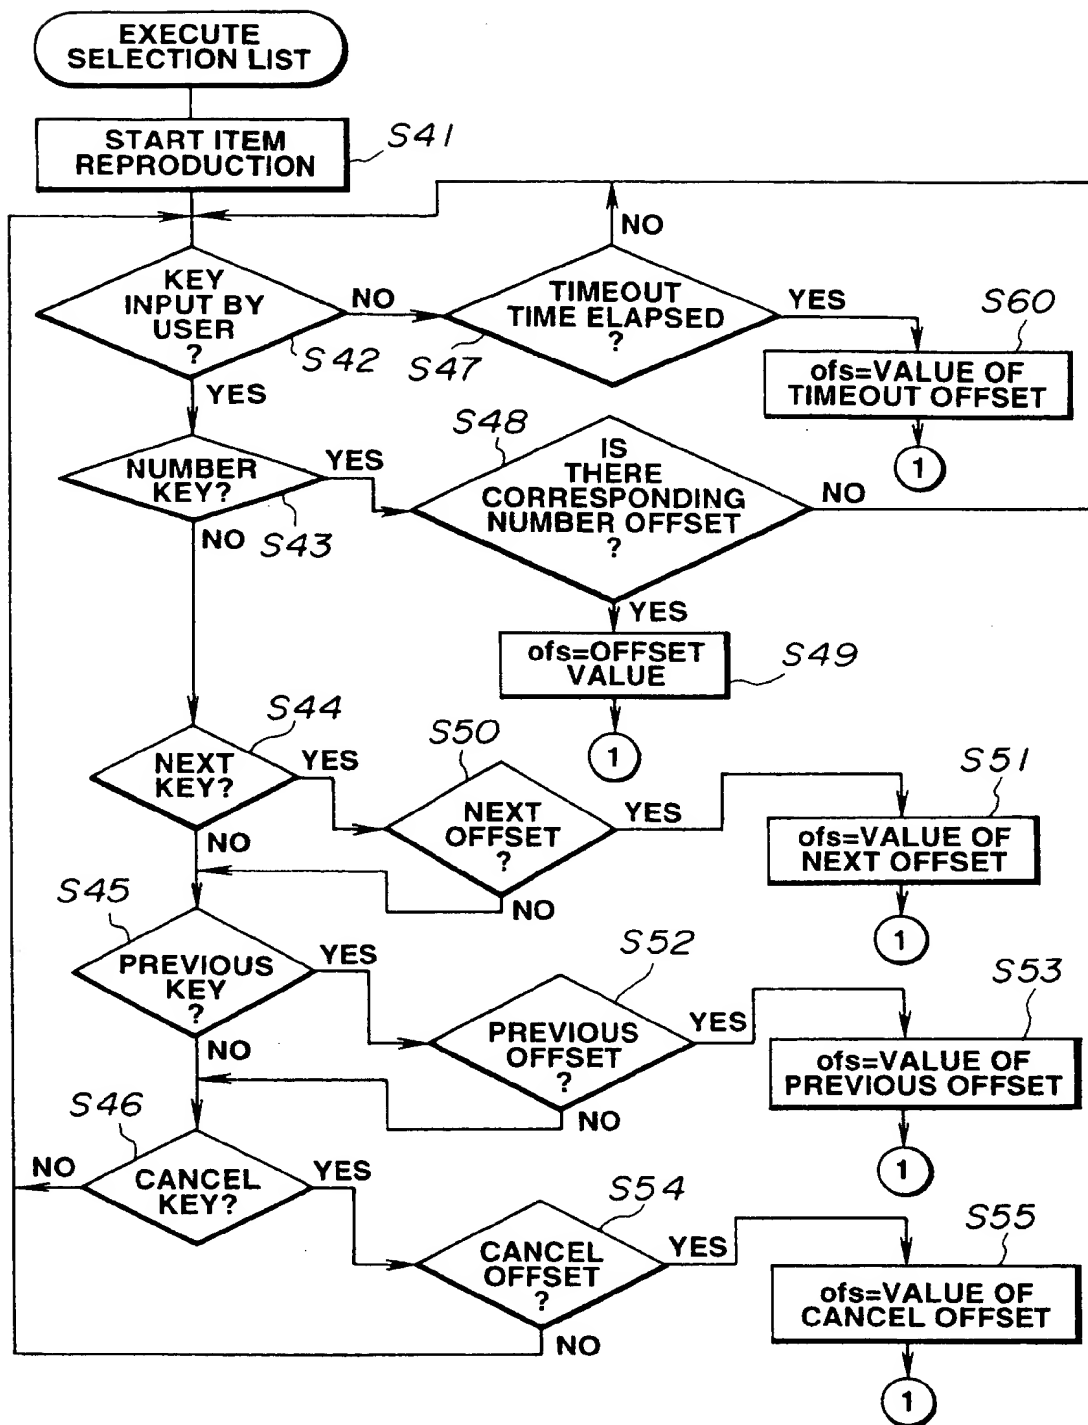 EXECUTE
SELECTION LIST
START ITEM
REPRODUCTION
S41
KEY
INPUT BY
USER
?
S42
NO
YES
TIMEOUT
TIME ELAPSED
?
S47
NO
YES
S60
ofs=VALUE OF
TIMEOUT OFFSET
1
NUMBER
KEY?
S43
YES
NO
S48
IS
THERE
CORRESPONDING
NUMBER OFFSET
?
NO
YES
ofs=OFFSET
VALUE
S49
1
S44
NEXT
KEY?
YES
NO
S50
NEXT
OFFSET
?
YES
NO
S51
ofs=VALUE OF
NEXT OFFSET
1
S45
PREVIOUS
KEY
?
YES
NO
S52
PREVIOUS
OFFSET
?
YES
NO
S53
ofs=VALUE OF
PREVIOUS OFFSET
1
S46
CANCEL
KEY?
NO
YES
S54
CANCEL
OFFSET
?
YES
NO
S55
ofs=VALUE OF
CANCEL OFFSET
1